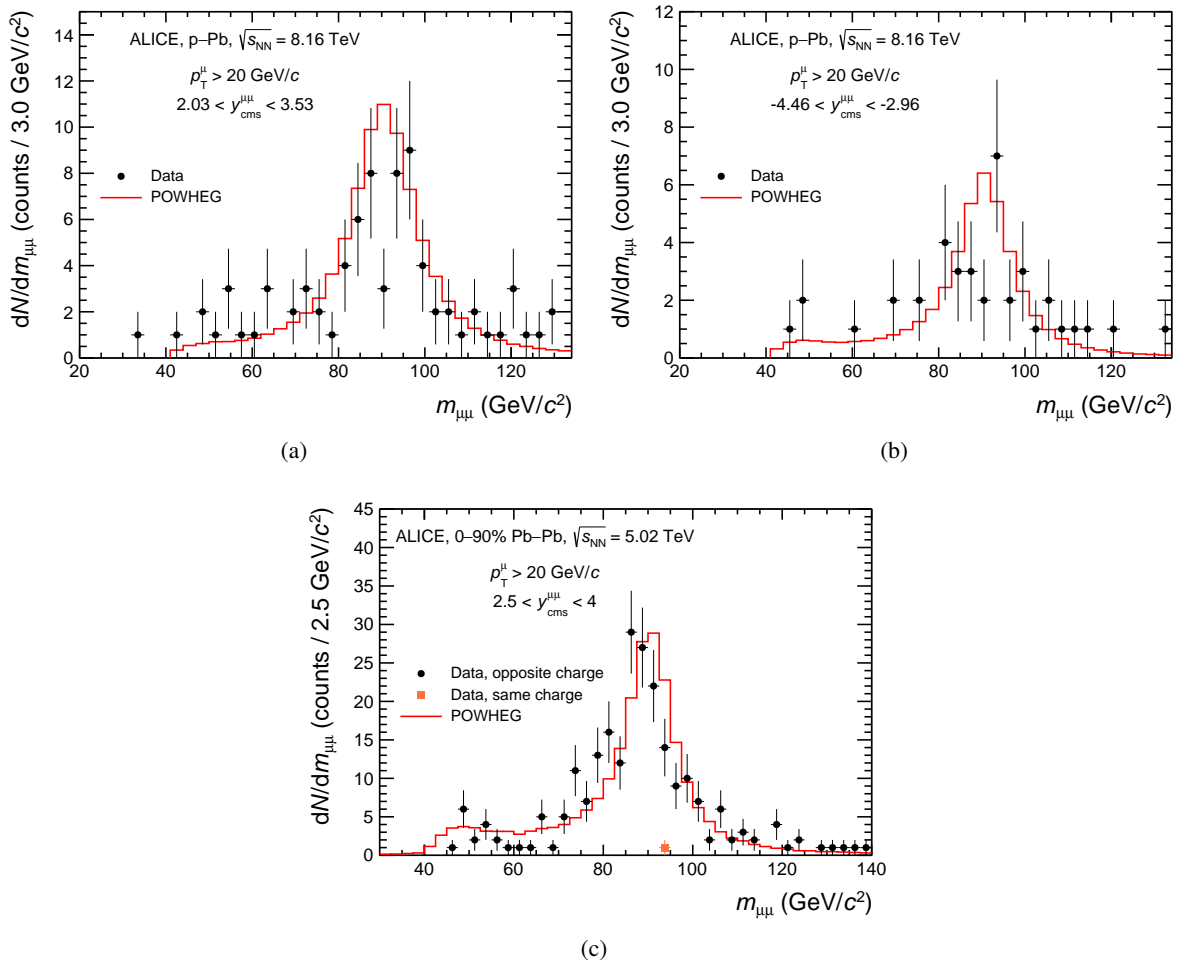 ALICE, p–Pb, √sNN = 8.16 TeV
pTμ > 20 GeV/c
2.03 < yμμcms < 3.53
Data
POWHEG
dN/dmμμ (counts / 3.0 GeV/c²)
0 2 4 6 8 10 12 14
20 40 60 80 100 120
mμμ (GeV/c²)
(a)
ALICE, p–Pb, √sNN = 8.16 TeV
pTμ > 20 GeV/c
-4.46 < yμμcms < -2.96
Data
POWHEG
dN/dmμμ (counts / 3.0 GeV/c²)
0 2 4 6 8 10 12
20 40 60 80 100 120
mμμ (GeV/c²)
(b)
ALICE, 0–90% Pb–Pb, √sNN = 5.02 TeV
pTμ > 20 GeV/c
2.5 < yμμcms < 4
Data, opposite charge
Data, same charge
POWHEG
dN/dmμμ (counts / 2.5 GeV/c²)
0 5 10 15 20 25 30 35 40 45
40 60 80 100 120 140
mμμ (GeV/c²)
(c)